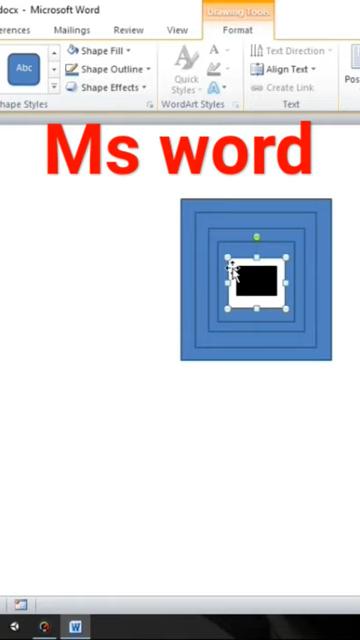 docx - Microsoft Word
Drawing Tools
erences Mailings Review View Format
Abc
Shape Fill
Shape Outline
Shape Effects
hape Styles
Quick
Styles
A
A
WordArt Styles
Text Direction
Align Text
Create Link
Text
Pos
Ms word
W